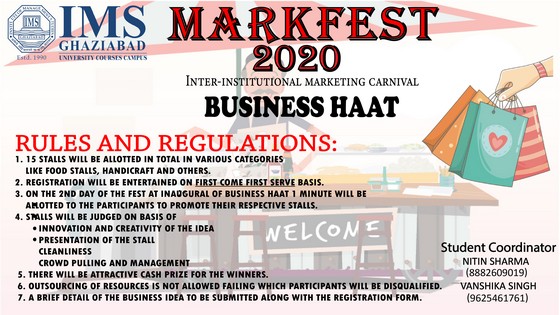 IMS
GHAZIABAD
Estd. 1990
UNIVERSITY COURSES CAMPUS
MARKFEST
2020
INTER-INSTITUTIONAL MARKETING CARNIVAL
BUSINESS HAAT
RULES AND REGULATIONS:
1. 15 STALLS WILL BE ALLOTED IN TOTAL IN VARIOUS CATEGORIES
LIKE FOOD STALLS, HANDICRAFT AND OTHERS.
2. REGISTRATION WILL BE ENTERTAINED ON FIRST COME FIRST SERVE BASIS.
3. ON THE 2ND DAY OF THE FEST AT INAUGURAL OF BUSINESS HAAT 1 MINUTE WILL BE
ALLOTED TO THE PARTICIPANTS TO PROMOTE THEIR RESPECTIVE STALLS.
4. STALLS WILL BE JUDGED ON BASIS OF
• INNOVATION AND CREATIVITY OF THE IDEA
• PRESENTATION OF THE STALL
CLEANLINESS
CROWD PULLING AND MANAGEMENT
5. THERE WILL BE ATTRACTIVE CASH PRIZE FOR THE WINNERS.
6. OUTSOURCING OF RESOURCES IS NOT ALLOWED FAILING WHICH PARTICIPANTS WILL BE DISQUALIFIED.
7. A BRIEF DETAIL OF THE BUSINESS IDEA TO BE SUBMITTED ALONG WITH THE REGISTRATION FORM.
WELCOME
Student Coordinator
NITIN SHARMA
(8882609019)
VANSHIKA SINGH
(9625461761)